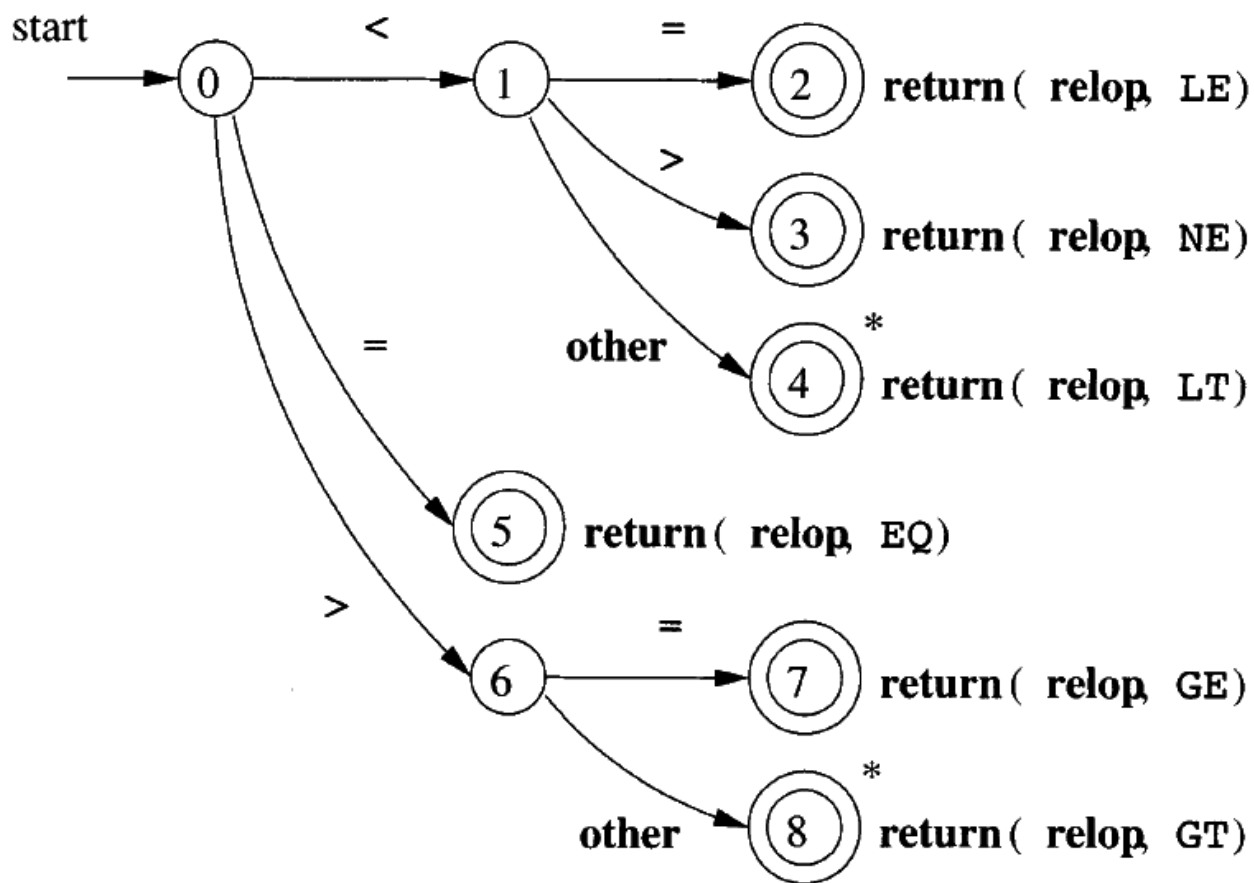 start
<
=
0
1
2
return( relop, LE)
>
3
return( relop, NE)
*
other
4
return( relop, LT)
=
5
return( relop, EQ)
>
=
6
7
return( relop, GE)
*
other
8
return( relop, GT)